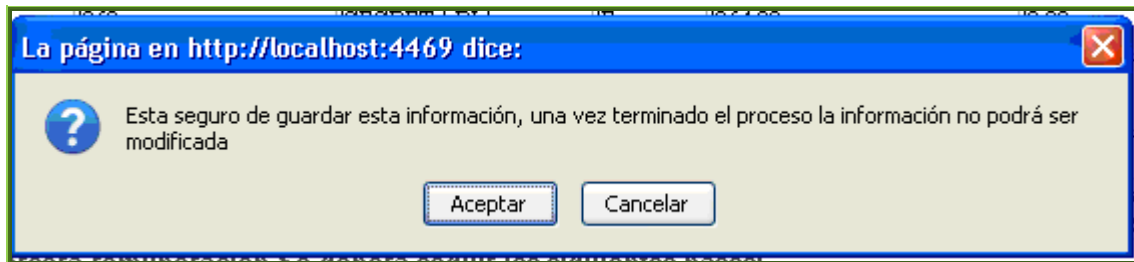 La página en http://localhost:4469 dice:
Esta seguro de guardar esta información, una vez terminado el proceso la información no podrá ser
modificada
Aceptar Cancelar